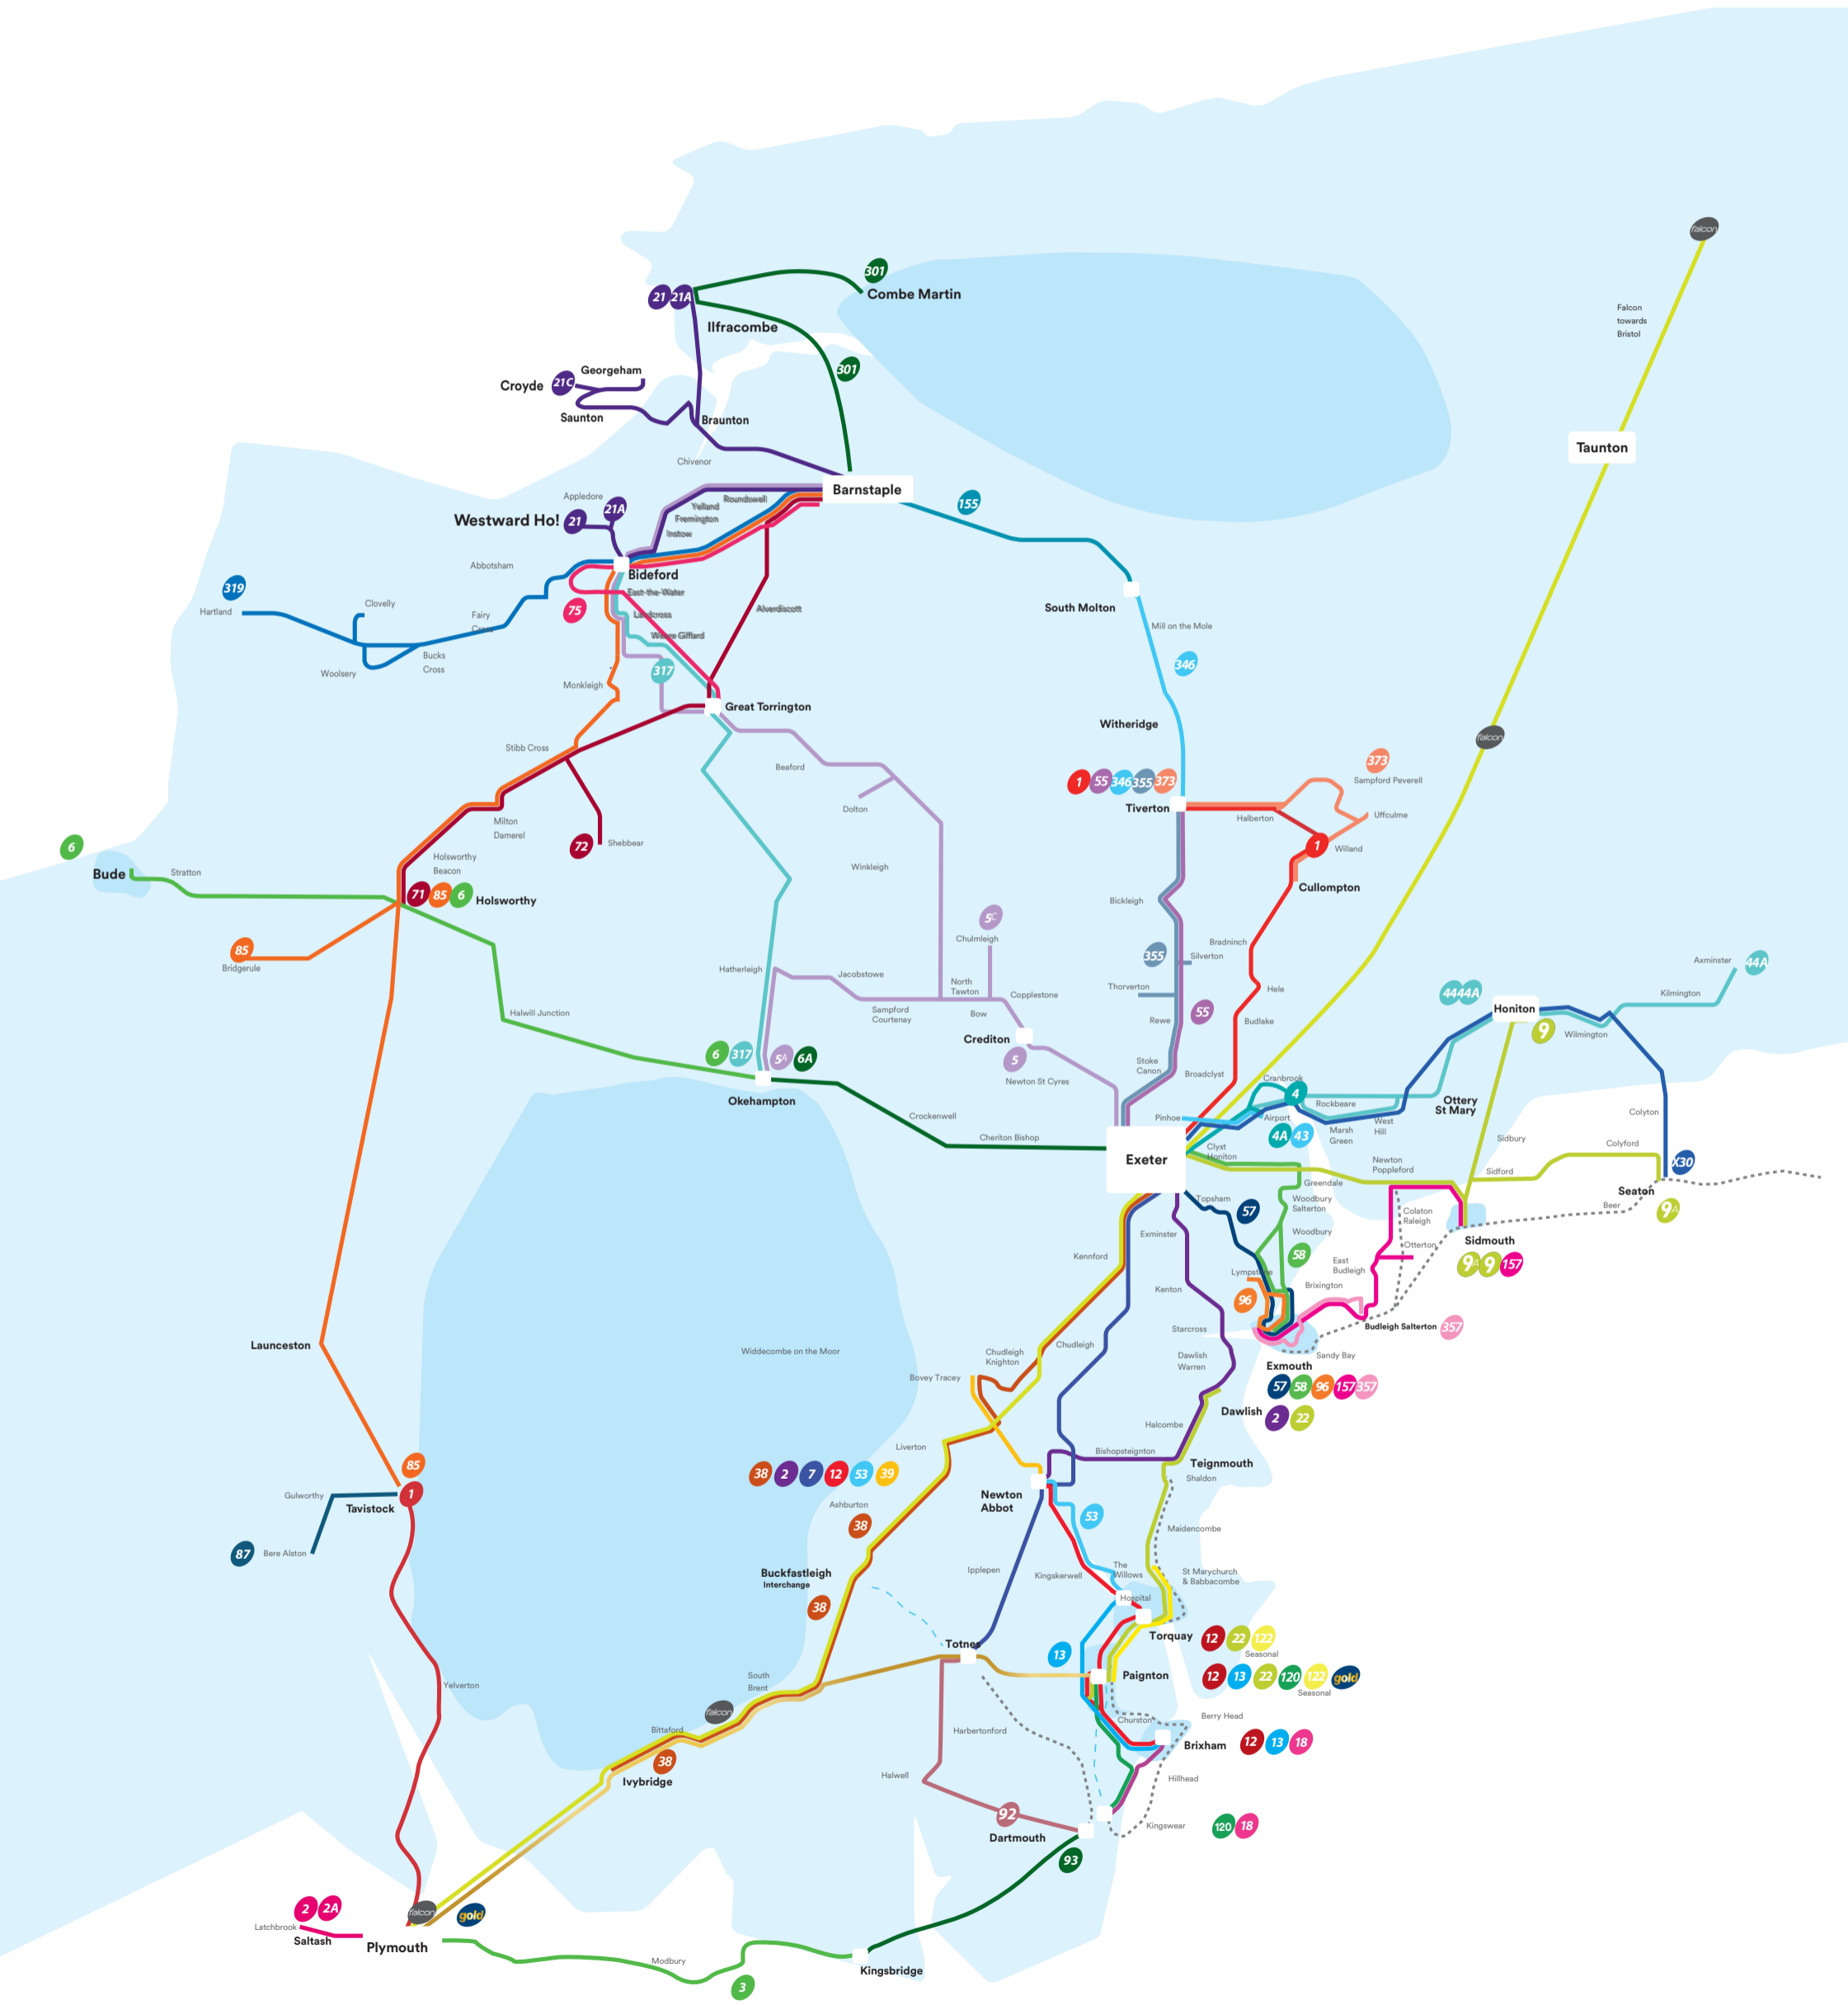 falcon
Falcon
towards
Bristol
301
Combe Martin
21
21A
Ilfracombe
301
Georgeham
Croyde
21C
Saunton
Braunton
Taunton
Chivenor
Barnstaple
Appledore
21A
Roundswell
Yelland
Fremington
Instow
155
Westward Ho!
21
Abbotsham
Bideford
319
Hartland
Clovelly
75
East-the-Water
Landcross
Alverdiscott
South Molton
Fairy
Cross
Weare Giffard
Mill on the Mole
Bucks
Cross
Woolsery
317
346
Monkleigh
Great Torrington
Witheridge
Stibb Cross
falcon
Beaford
373
Sampford Peverell
1
55
346
355
373
Dolton
Tiverton
Halberton
Uffculme
Milton
Damerel
72
Shebbear
1
Willand
6
Holsworthy
Beacon
Winkleigh
Bude
Stratton
71
85
6
Holsworthy
Cullompton
Bickleigh
5C
Chulmleigh
85
Bridgerule
Bradninch
355
Silverton
Hatherleigh
Jacobstowe
Axminster
44A
North
Tawton
Copplestone
Thorverton
Hele
44
44A
Kilmington
Halwill Junction
Sampford
Courtenay
Bow
Rewe
55
Budlake
Honiton
9
Wilmington
Crediton
5
6
317
5A
6A
Stoke
Canon
Newton St Cyres
Broadclyst
Cranbrook
4
Okehampton
Rockbeare
Ottery
St Mary
Crockenwell
Pinhoe
Airport
West
Hill
Colyton
Cheriton Bishop
4A
43
Marsh
Green
Sidbury
Colyford
Exeter
Clyst
Honiton
Newton
Poppleford
Sidford
X30
Greendale
Seaton
Topsham
57
Woodbury
Salterton
Colaton
Raleigh
Beer
9A
Exminster
Woodbury
58
Otterton
Sidmouth
Kennford
East
Budleigh
9A
9
157
Lympstone
Kenton
96
Brixington
Starcross
Budleigh Salterton
357
Launceston
Widdecombe on the Moor
Chudleigh
Chudleigh
Knighton
Dawlish
Warren
Sandy Bay
Exmouth
Bovey Tracey
57
58
96
157
357
Dawlish
2
22
Halcombe
Liverton
Bishopsteignton
85
38
2
7
12
53
39
Teignmouth
Shaldon
Gulworthy
1
Newton
Abbot
Tavistock
Ashburton
38
53
Maidencombe
87
Bere Alston
Buckfastleigh
Interchange
Ipplepen
Kingskerwell
The
Willows
St Marychurch
& Babbacombe
38
Hospital
Totnes
13
Torquay
12
22
122
Seasonal
South
Brent
Paignton
12
13
22
120
122
gold
Seasonal
Yelverton
falcon
Bittaford
Harbertonford
Churston
Berry Head
38
Brixham
12
13
18
Ivybridge
Halwell
Hillhead
92
Dartmouth
Kingswear
120
18
93
2
2A
falcon
gold
Latchbrook
Saltash
Plymouth
Modbury
Kingsbridge
3